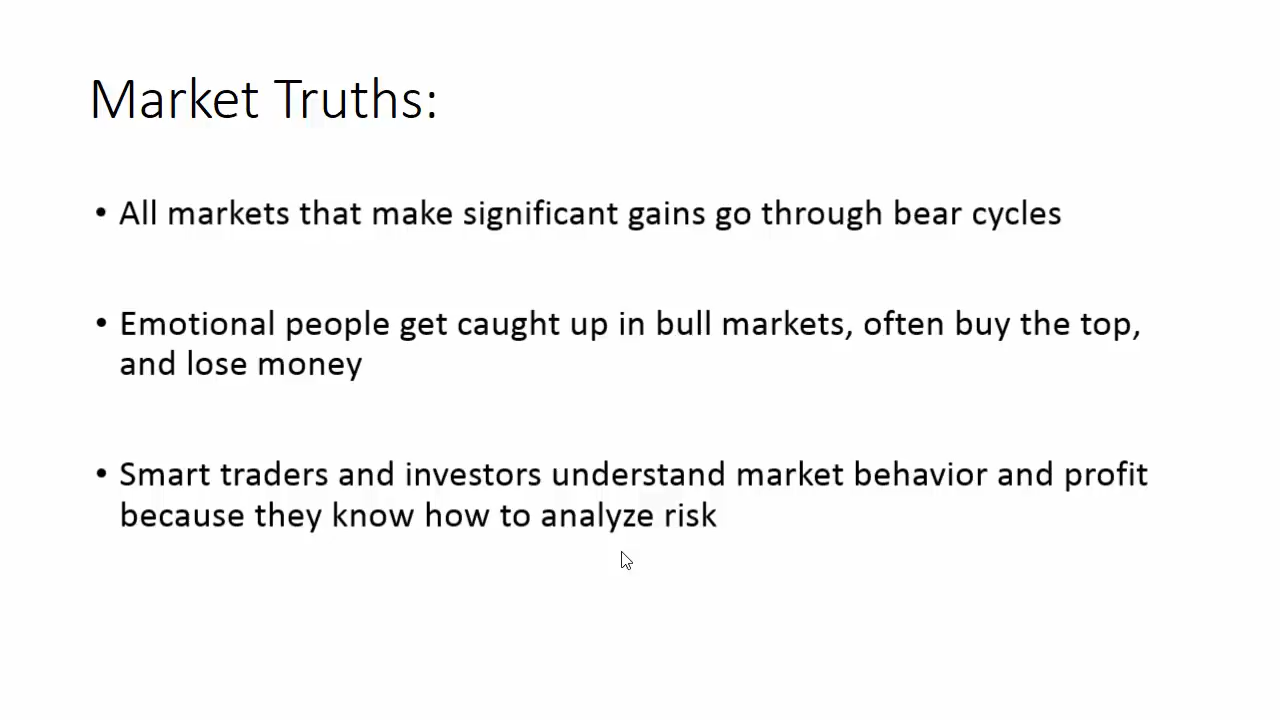 Market Truths:
• All markets that make significant gains go through bear cycles
• Emotional people get caught up in bull markets, often buy the top,
and lose money
• Smart traders and investors understand market behavior and profit
because they know how to analyze risk